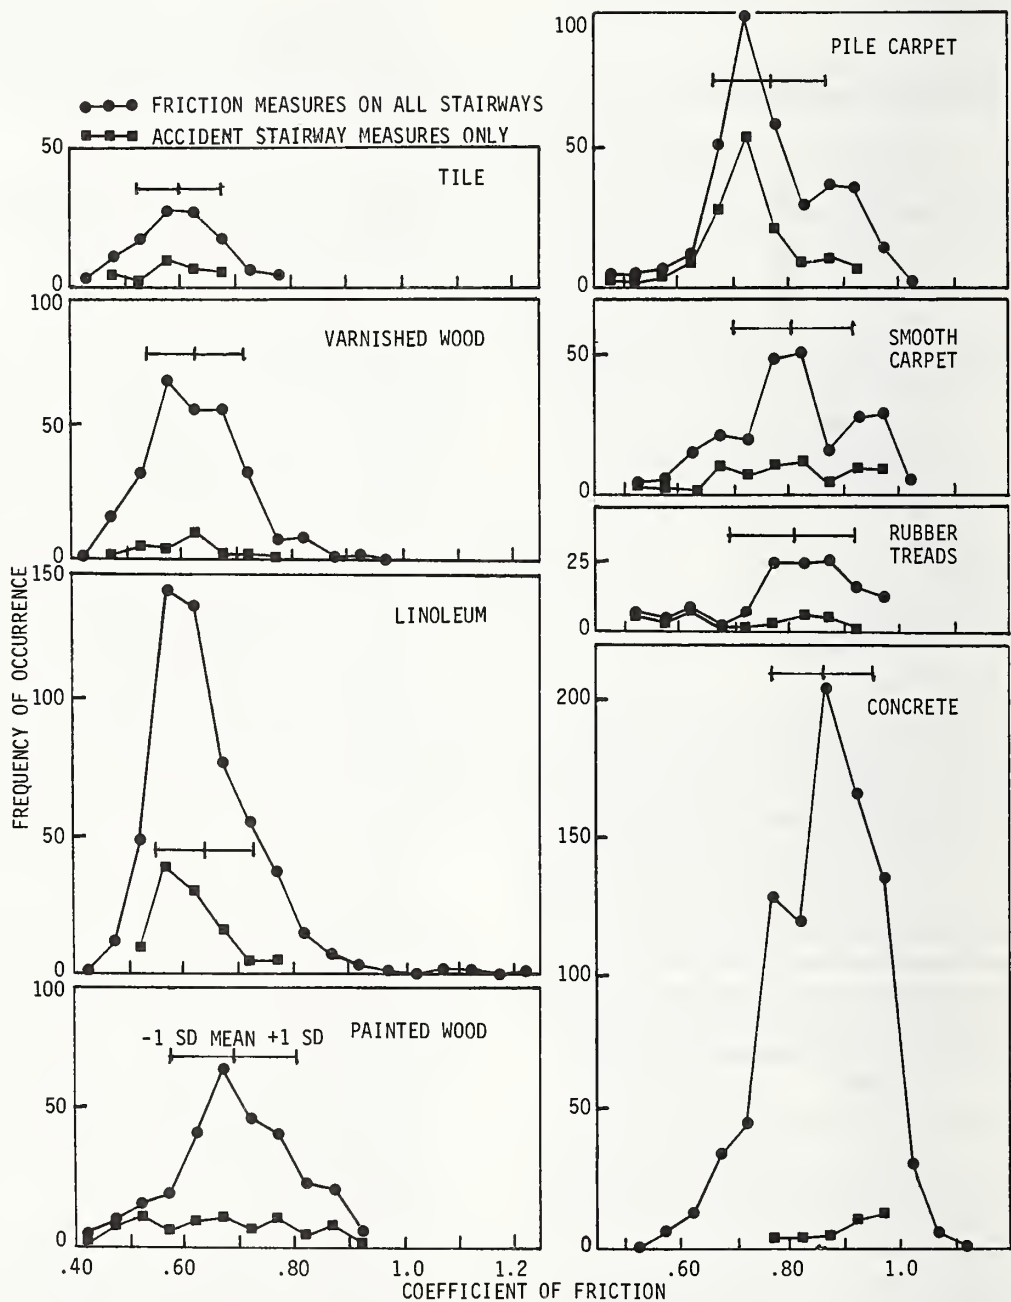 FRICTION MEASURES ON ALL STAIRWAYS
ACCIDENT STAIRWAY MEASURES ONLY
50
TILE
0
100
VARNISHED WOOD
50
0
150
LINOLEUM
100
50
0
100
-1 SD MEAN +1 SD
PAINTED WOOD
50
0
.40 .60 .80 1.0 1.2
FREQUENCY OF OCCURRENCE
100
PILE CARPET
50
0
SMOOTH
CARPET
50
0
RUBBER
TREADS
25
0
CONCRETE
200
150
100
50
0
.60 .80 1.0
COEFFICIENT OF FRICTION